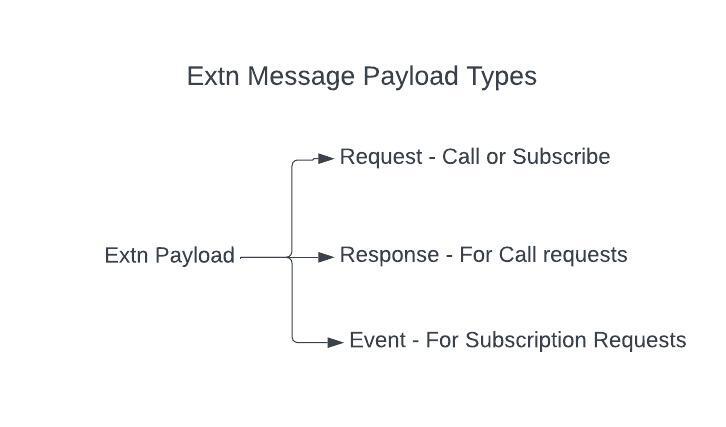 Extn Message Payload Types
Request - Call or Subscribe
Extn Payload
Response - For Call requests
Event - For Subscription Requests